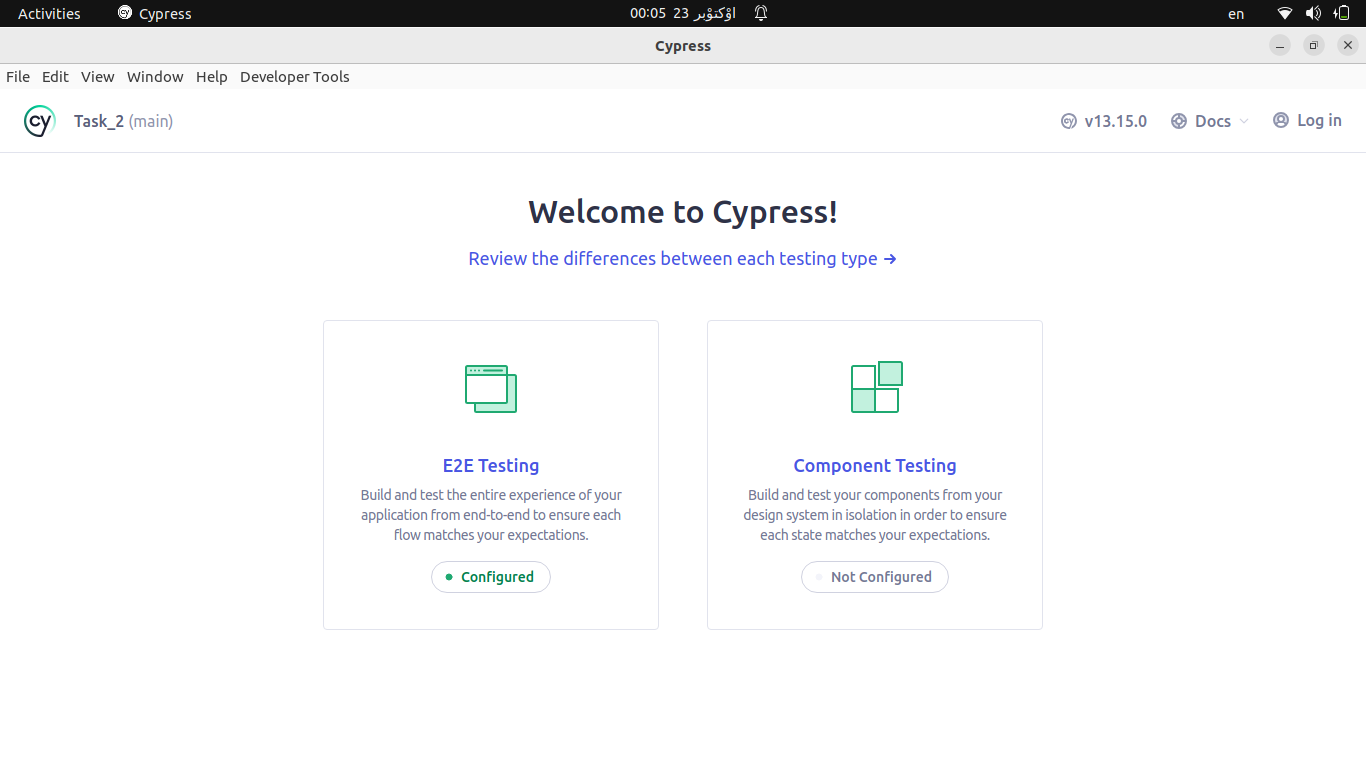 Activities Cypress 00:05 23 اوْكتوْبر en
Cypress
File Edit View Window Help Developer Tools
cy Task_2 (main) v13.15.0 Docs Log in
Welcome to Cypress!
Review the differences between each testing type →
E2E Testing
Build and test the entire experience of your
application from end-to-end to ensure each
flow matches your expectations.
Configured
Component Testing
Build and test your components from your
design system in isolation in order to ensure
each state matches your expectations.
Not Configured